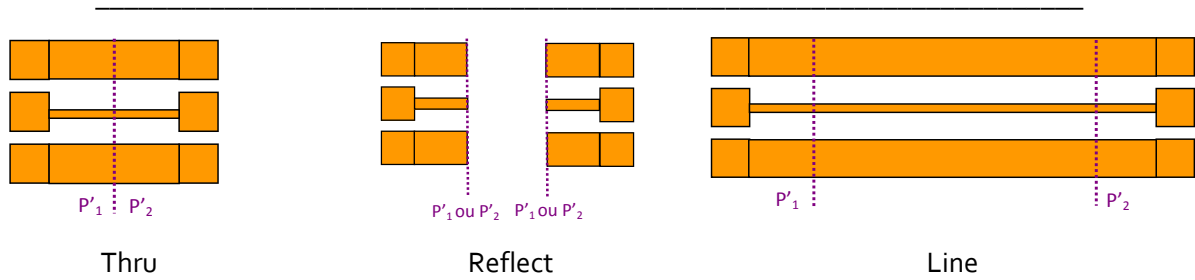 P'₁ P'₂
P'₁ ou P'₂ P'₁ ou P'₂
P'₁ P'₂
Thru Reflect Line